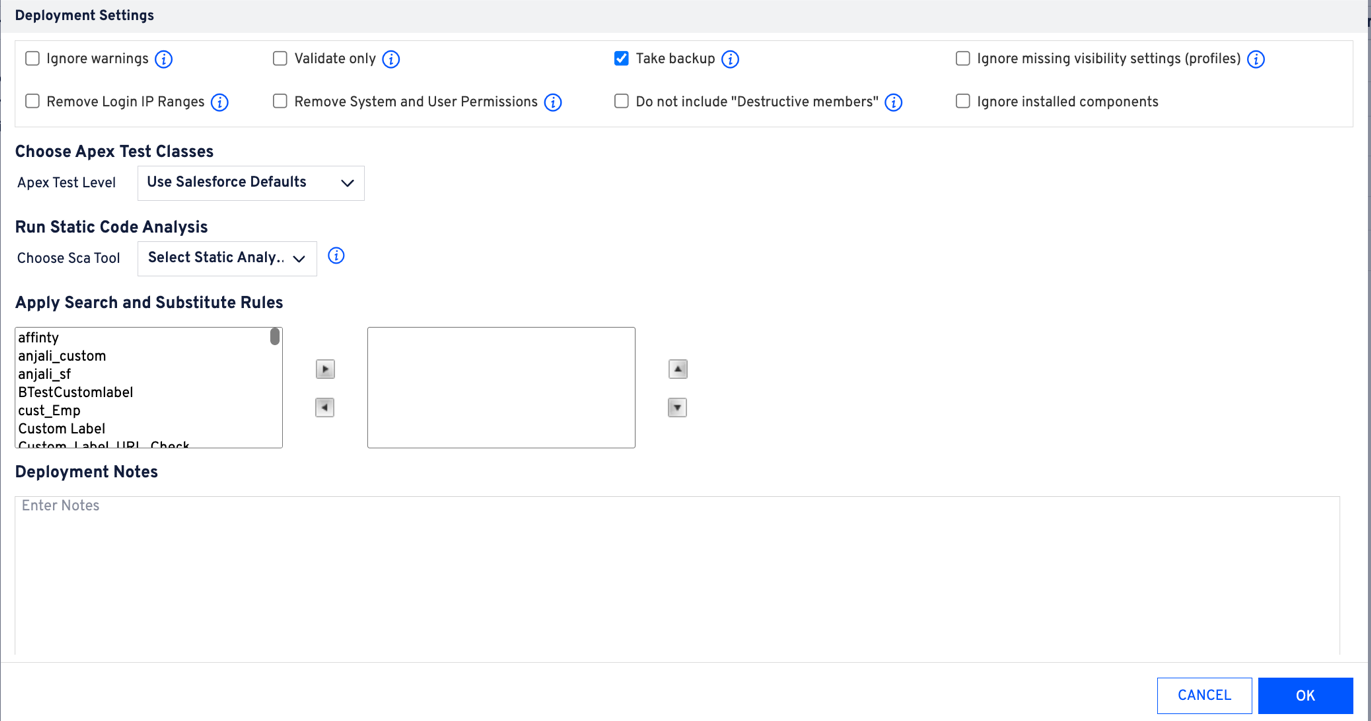 Deployment Settings
Ignore warnings Validate only Take backup Ignore missing visibility settings (profiles)
Remove Login IP Ranges Remove System and User Permissions Do not include "Destructive members" Ignore installed components
Choose Apex Test Classes
Apex Test Level Use Salesforce Defaults
Run Static Code Analysis
Choose Sca Tool Select Static Analy..
Apply Search and Substitute Rules
affinty
anjali_custom
anjali_sf
BTestCustomlabel
cust_Emp
Custom Label
Custom_Label_URL_Check
Deployment Notes
Enter Notes
CANCEL OK